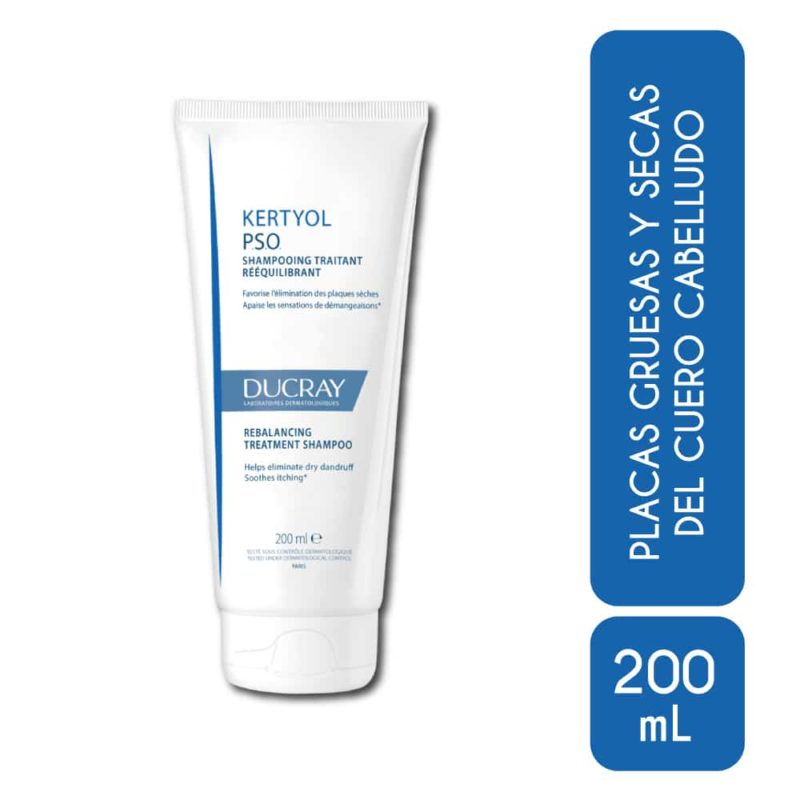 KERTYOL
P.S.O.
SHAMPOOING TRAITANT
RÉÉQUILIBRANT
Favorise l'élimination des plaques sèches
Apaise les sensations de démangeaisons*
DUCRAY
LABORATOIRES DERMATOLOGIQUES
REBALANCING
TREATMENT SHAMPOO
Helps eliminate dry dandruff
Soothes itching*
200 ml e
TESTÉ SOUS CONTRÔLE DERMATOLOGIQUE
TESTED UNDER DERMATOLOGICAL CONTROL
PARIS
PLACAS GRUESAS Y SECAS
DEL CUERO CABELLUDO
200
mL